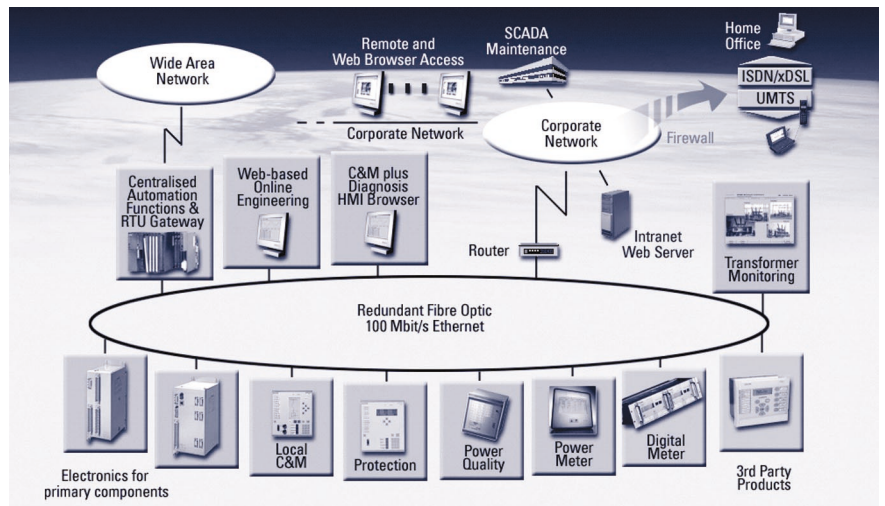 Wide Area
Network
Remote and
Web Browser Access
Corporate Network
SCADA
Maintenance
Corporate
Network
Firewall
Home
Office
ISDN/xDSL
UMTS
Centralised
Automation
Functions &
RTU Gateway
Web-based
Online
Engineering
C&M plus
Diagnosis
HMI Browser
Router
Intranet
Web Server
Transformer
Monitoring
Redundant Fibre Optic
100 Mbit/s Ethernet
Electronics for
primary components
Local
C&M
Protection
Power
Quality
Power
Meter
Digital
Meter
3rd Party
Products